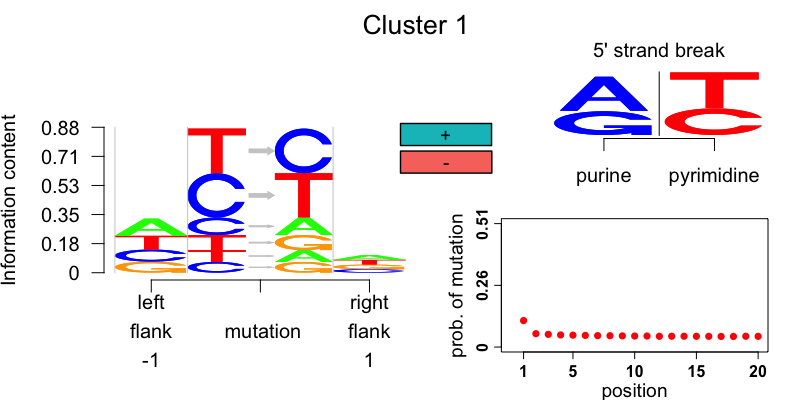 Cluster 1
Information content
0.88
0.71
0.53
0.35
0.18
0
A
T
C
G
T → C
C → T
C → A
T → G
T → A
C → G
A
T
G
C
left
flank
-1
mutation
right
flank
1
+
-
5' strand break
A T
G C
purine pyrimidine
prob. of mutation
0.51
0.26
0
1 5 10 15 20
position